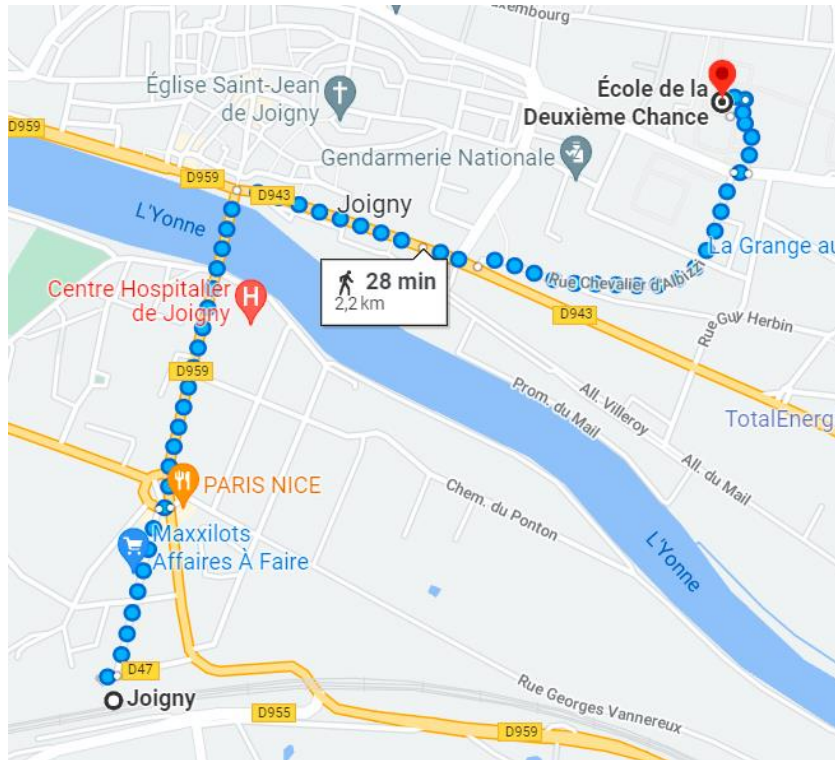 xembourg
École de la
Deuxième Chance
Église Saint-Jean
de Joigny
D959
Gendarmerie Nationale
D959
D943
Joigny
L'Yonne
La Grange au
28 min
2,2 km
Rue Chevalier d'Albizzi
Centre Hospitalier
de Joigny
D943
Rue Guy Herbin
D959
Prom. du Mail
All. Villeroy
TotalEnerg
PARIS NICE
All. du Mail
Chem. du Ponton
Maxxilots
Affaires À Faire
L'Yonne
D47
Joigny
Rue Georges Vannereux
D955
D959